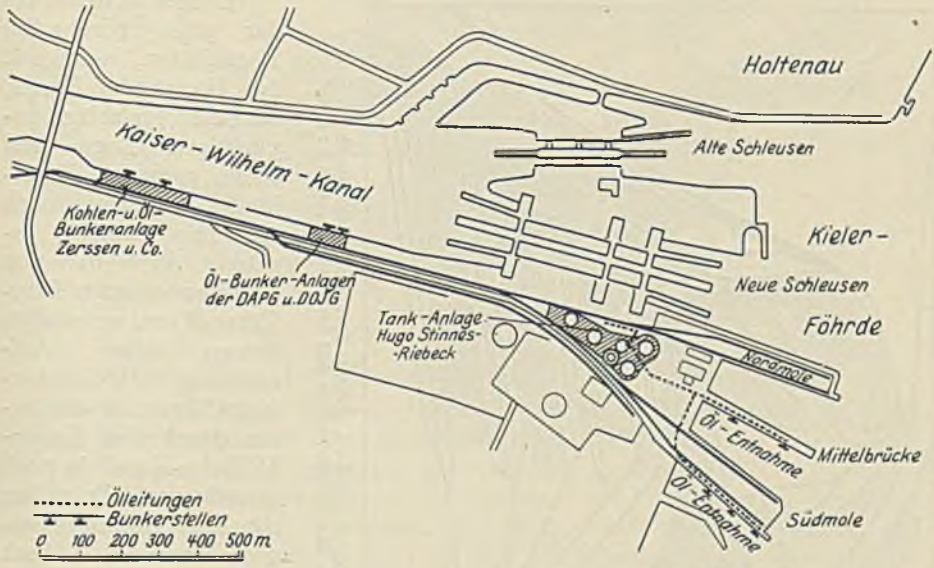 Holtenau
Kaiser-Wilhelm-Kanal
Alte Schleusen
Kohlen- u. Öl-
Bunkeranlage
Zerssen u. Co.
Öl-Bunker-Anlagen
der DAPG u. DOJG
Kieler-
Neue Schleusen
Föhrde
Tank-Anlage
Hugo Stinnes-
-Riebeck
Nordmole
Öl-Entnahme
Mittelbrücke
Öl-Entnahme
Südmole
Ölleitungen
Bunkerstellen
0 100 200 300 400 500 m